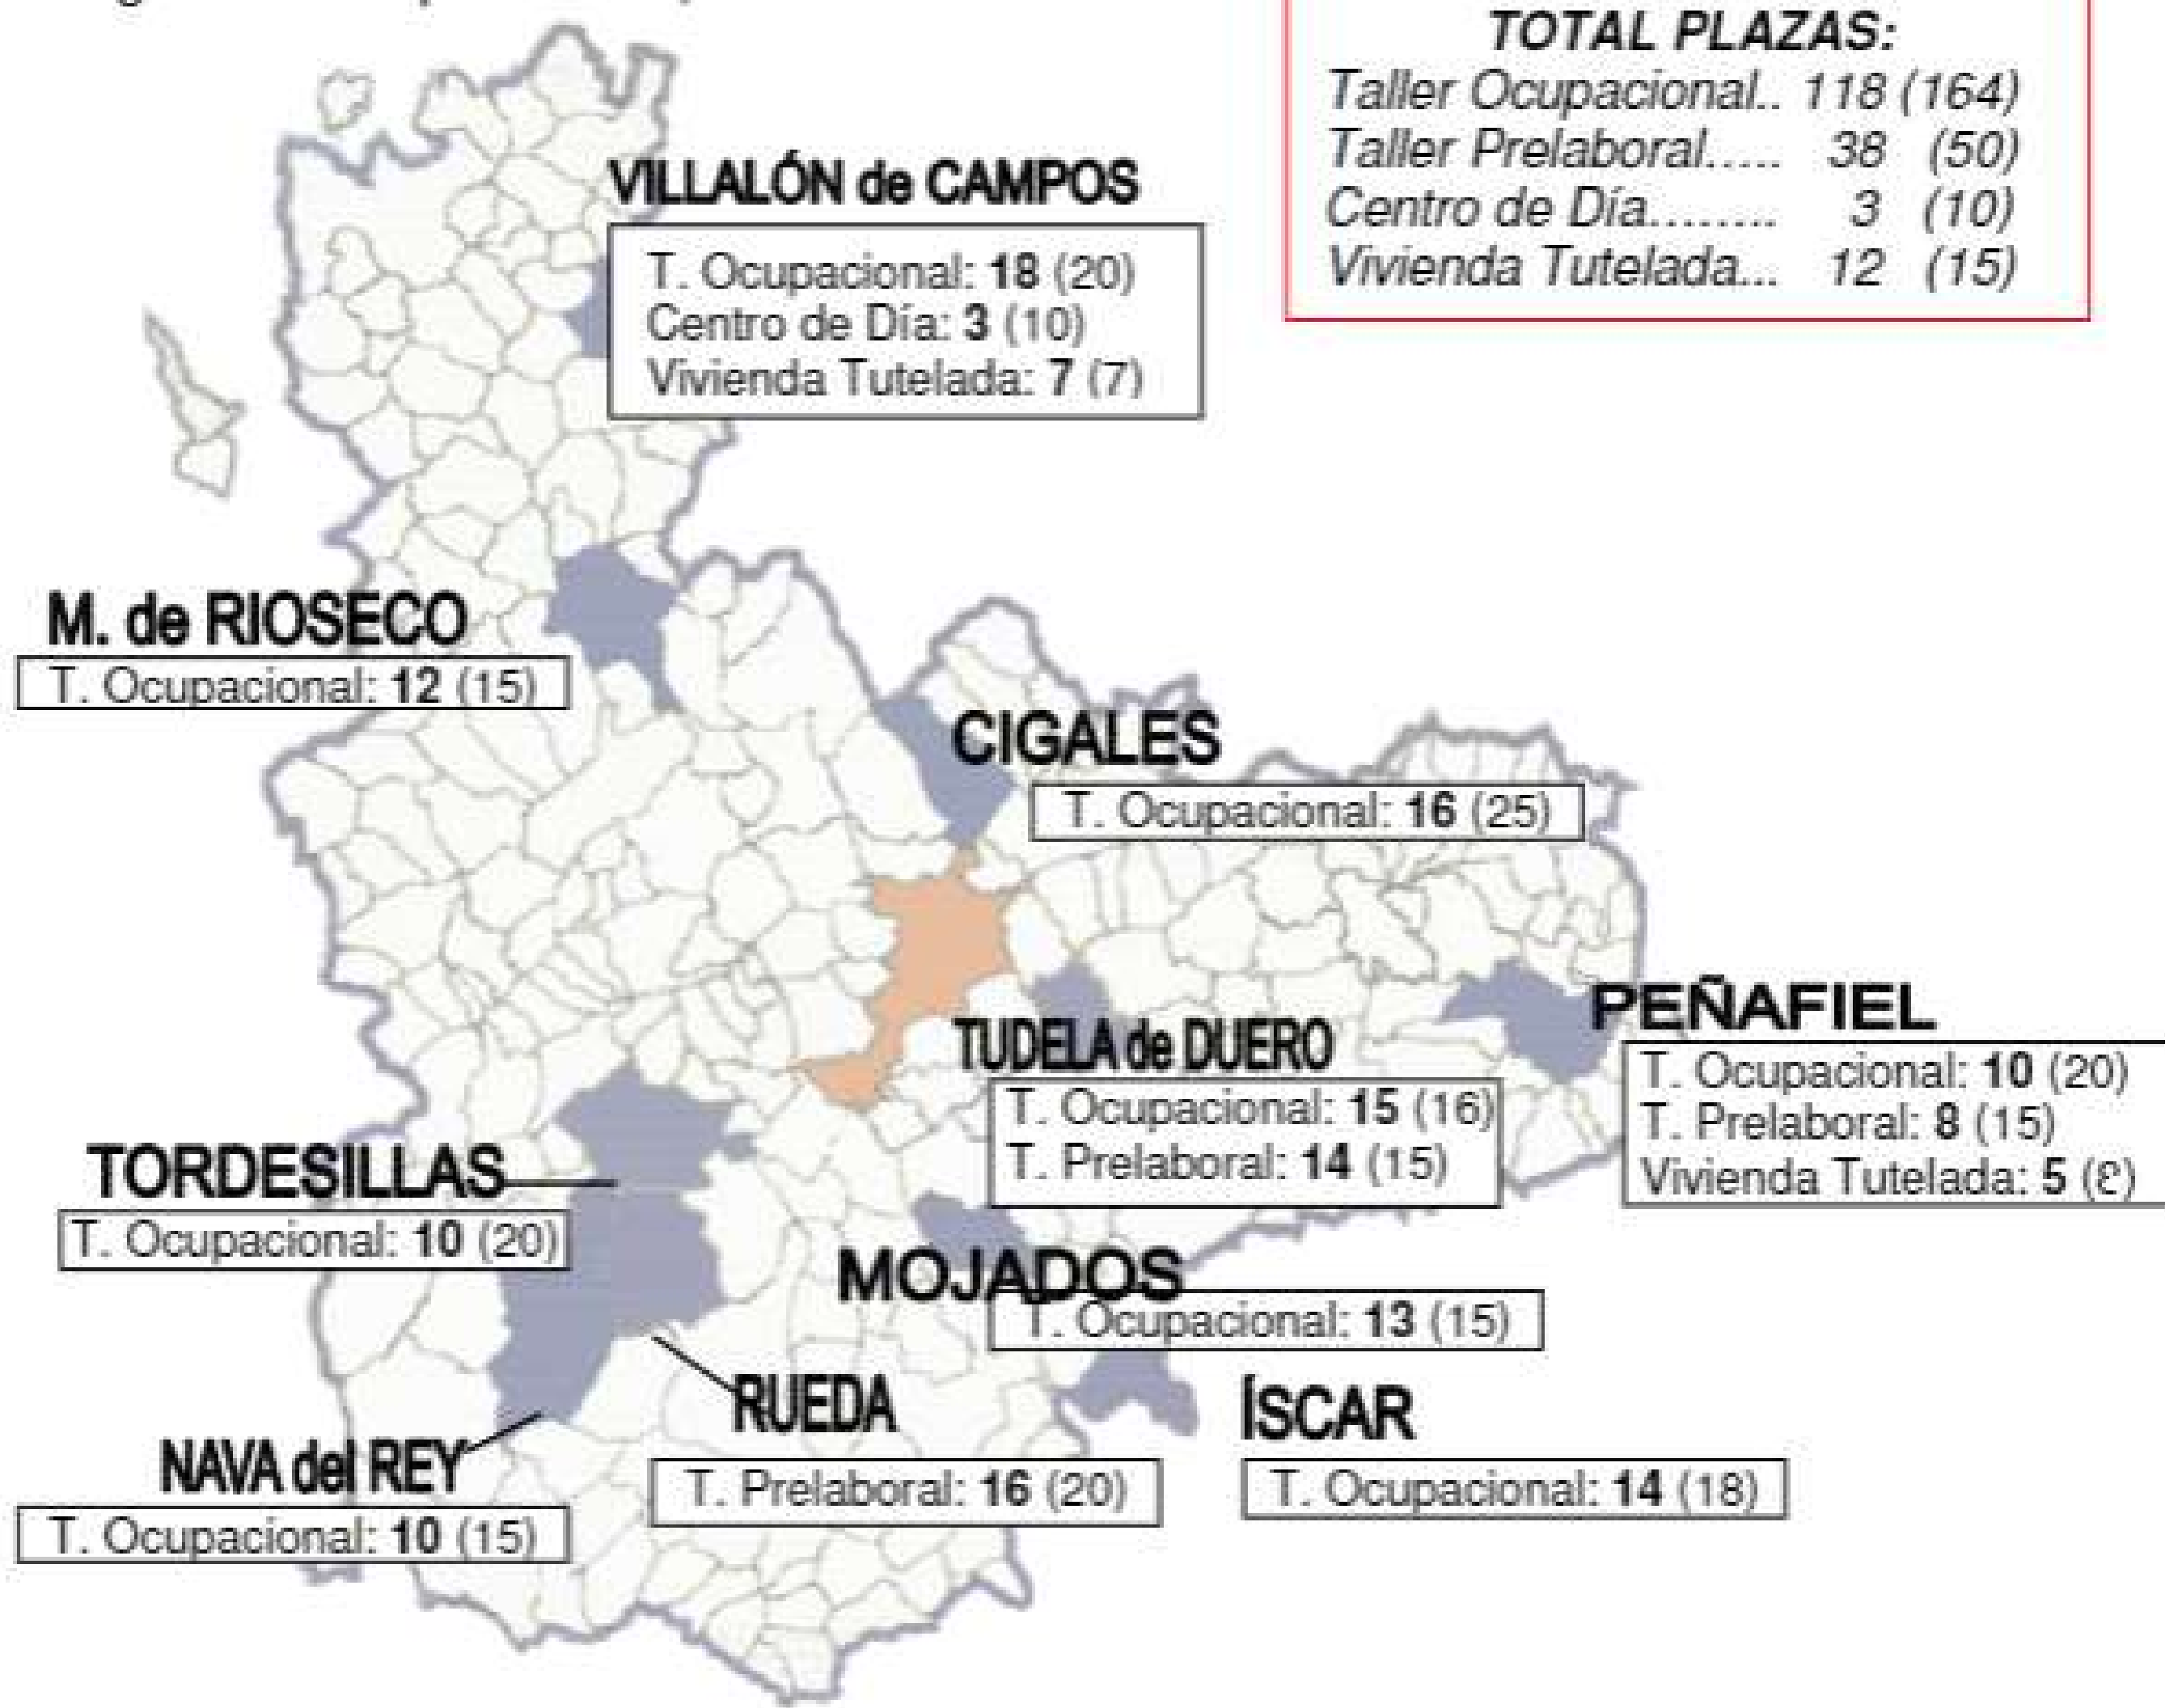 TOTAL PLAZAS:
Taller Ocupacional.. 118 (164)
Taller Prelaboral..... 38 (50)
Centro de Día........ 3 (10)
Vivienda Tutelada... 12 (15)
VILLALÓN de CAMPOS
T. Ocupacional: 18 (20)
Centro de Día: 3 (10)
Vivienda Tutelada: 7 (7)
M. de RIOSECO
T. Ocupacional: 12 (15)
CIGALES
T. Ocupacional: 16 (25)
PEÑAFIEL
T. Ocupacional: 10 (20)
T. Prelaboral: 8 (15)
Vivienda Tutelada: 5 (8)
TUDELA de DUERO
T. Ocupacional: 15 (16)
T. Prelaboral: 14 (15)
TORDESILLAS
T. Ocupacional: 10 (20)
MOJADOS
T. Ocupacional: 13 (15)
RUEDA
T. Prelaboral: 16 (20)
ÍSCAR
T. Ocupacional: 14 (18)
NAVA del REY
T. Ocupacional: 10 (15)